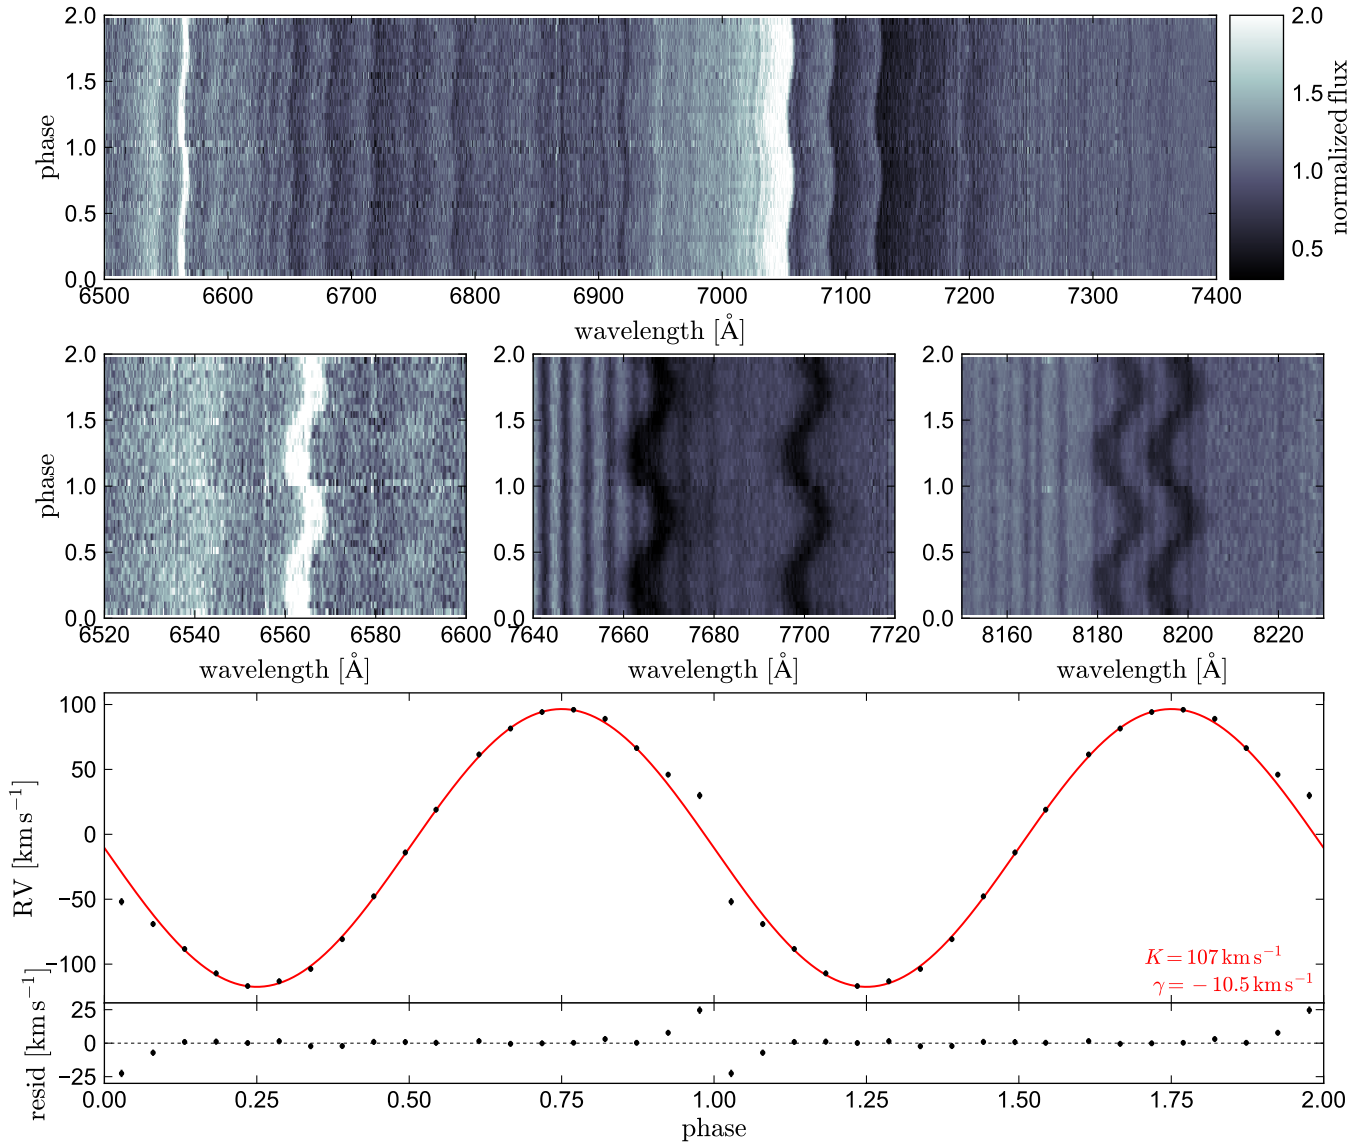 2.0
1.5
1.0
0.5
0.0
phase
6500 6600 6700 6800 6900 7000 7100 7200 7300 7400
wavelength [Å]
2.0
1.5
1.0
0.5
normalized flux
2.0
1.5
1.0
0.5
0.0
phase
6520 6540 6560 6580 6600
wavelength [Å]
2.0
1.5
1.0
0.5
0.0
7640 7660 7680 7700 7720
wavelength [Å]
2.0
1.5
1.0
0.5
0.0
8160 8180 8200 8220
wavelength [Å]
100
50
0
−50
−100
RV [km s⁻¹]
K = 107 km s⁻¹
γ = − 10.5 km s⁻¹
25
0
−25
resid [km s⁻¹]
0.00 0.25 0.50 0.75 1.00 1.25 1.50 1.75 2.00
phase